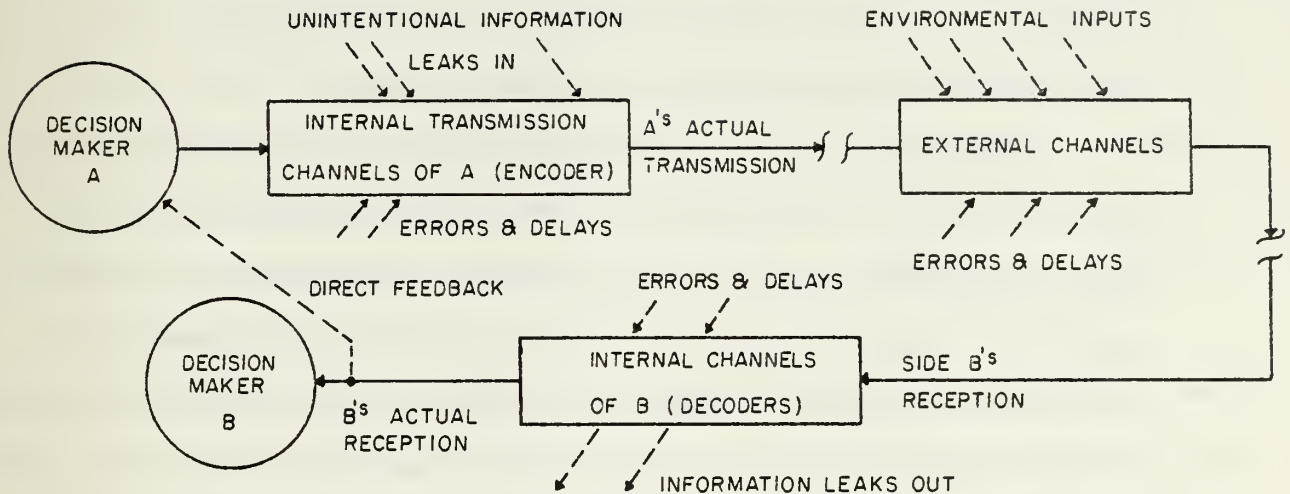 UNINTENTIONAL INFORMATION
LEAKS IN
ENVIRONMENTAL INPUTS
DECISION
MAKER
A
INTERNAL TRANSMISSION
CHANNELS OF A (ENCODER)
A'S ACTUAL
TRANSMISSION
EXTERNAL CHANNELS
ERRORS & DELAYS
ERRORS & DELAYS
DIRECT FEEDBACK
ERRORS & DELAYS
DECISION
MAKER
B
B'S ACTUAL
RECEPTION
INTERNAL CHANNELS
OF B (DECODERS)
SIDE B'S
RECEPTION
INFORMATION LEAKS OUT